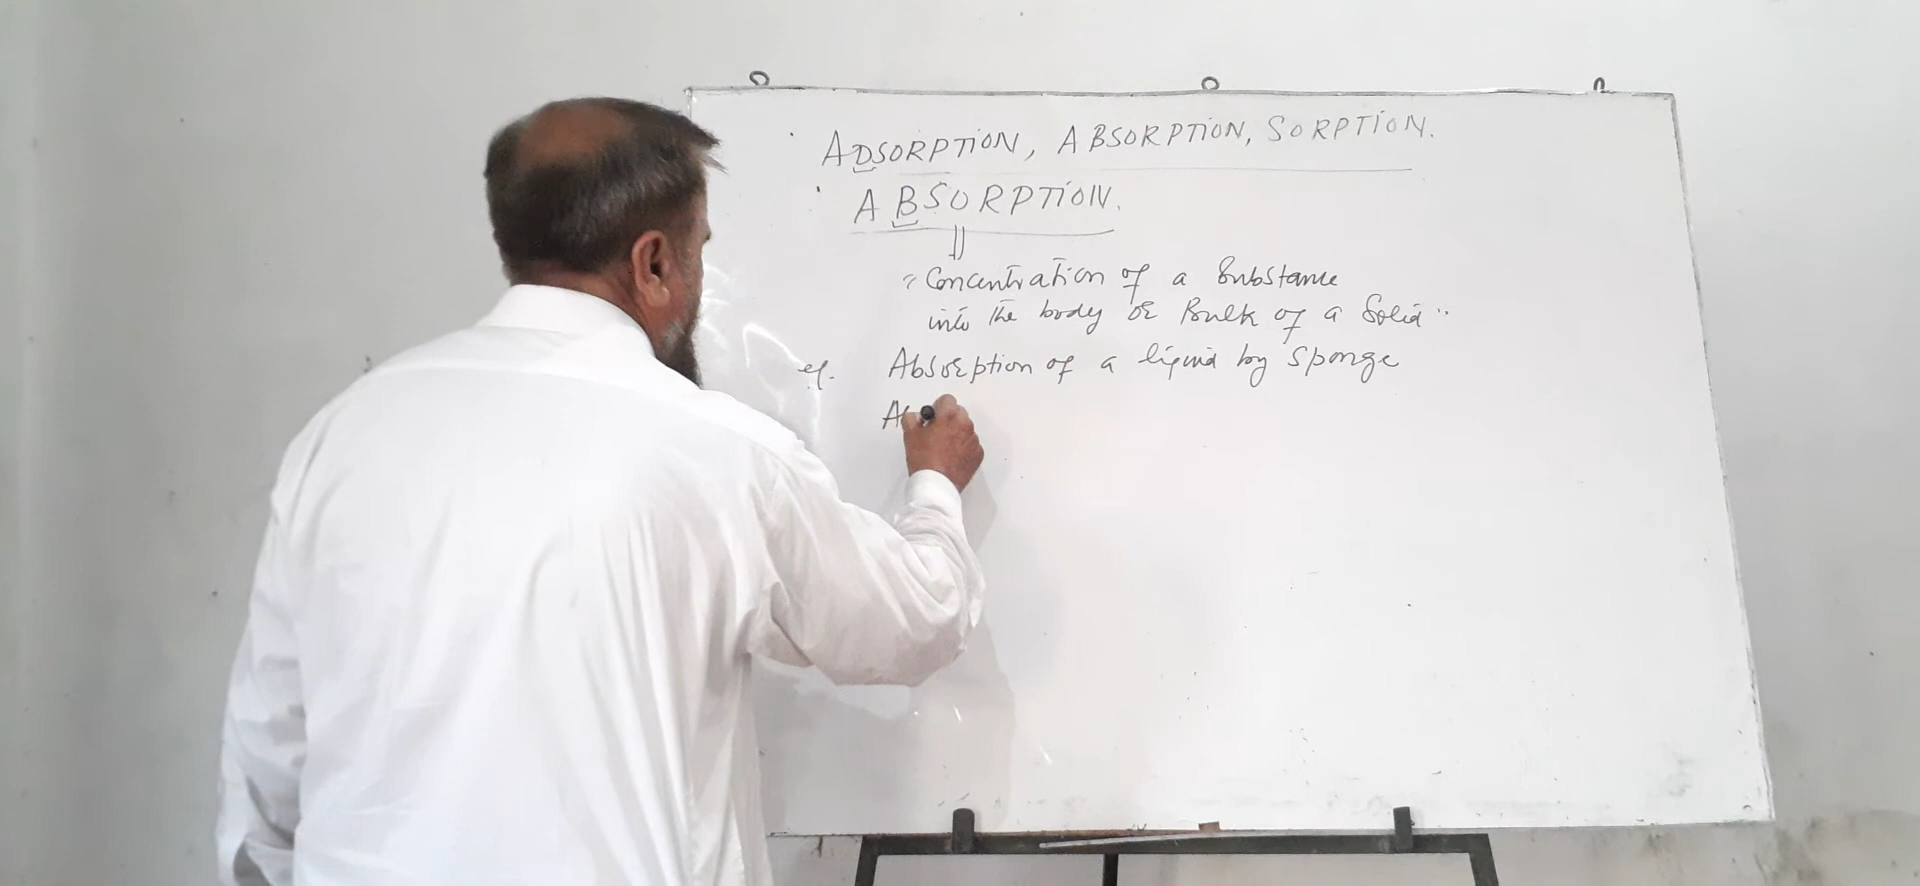 ADSORPTION, ABSORPTION, SORPTION.
ABSORPTION.
"Concentration of a Substance
into the body or Bulk of a Solid"
eg. Absorption of a liquid by Sponge
A